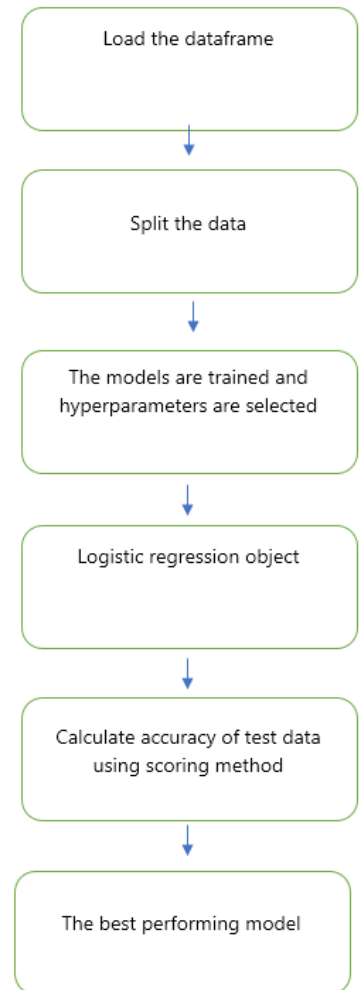 Load the dataframe
Split the data
The models are trained and
hyperparameters are selected
Logistic regression object
Calculate accuracy of test data
using scoring method
The best performing model